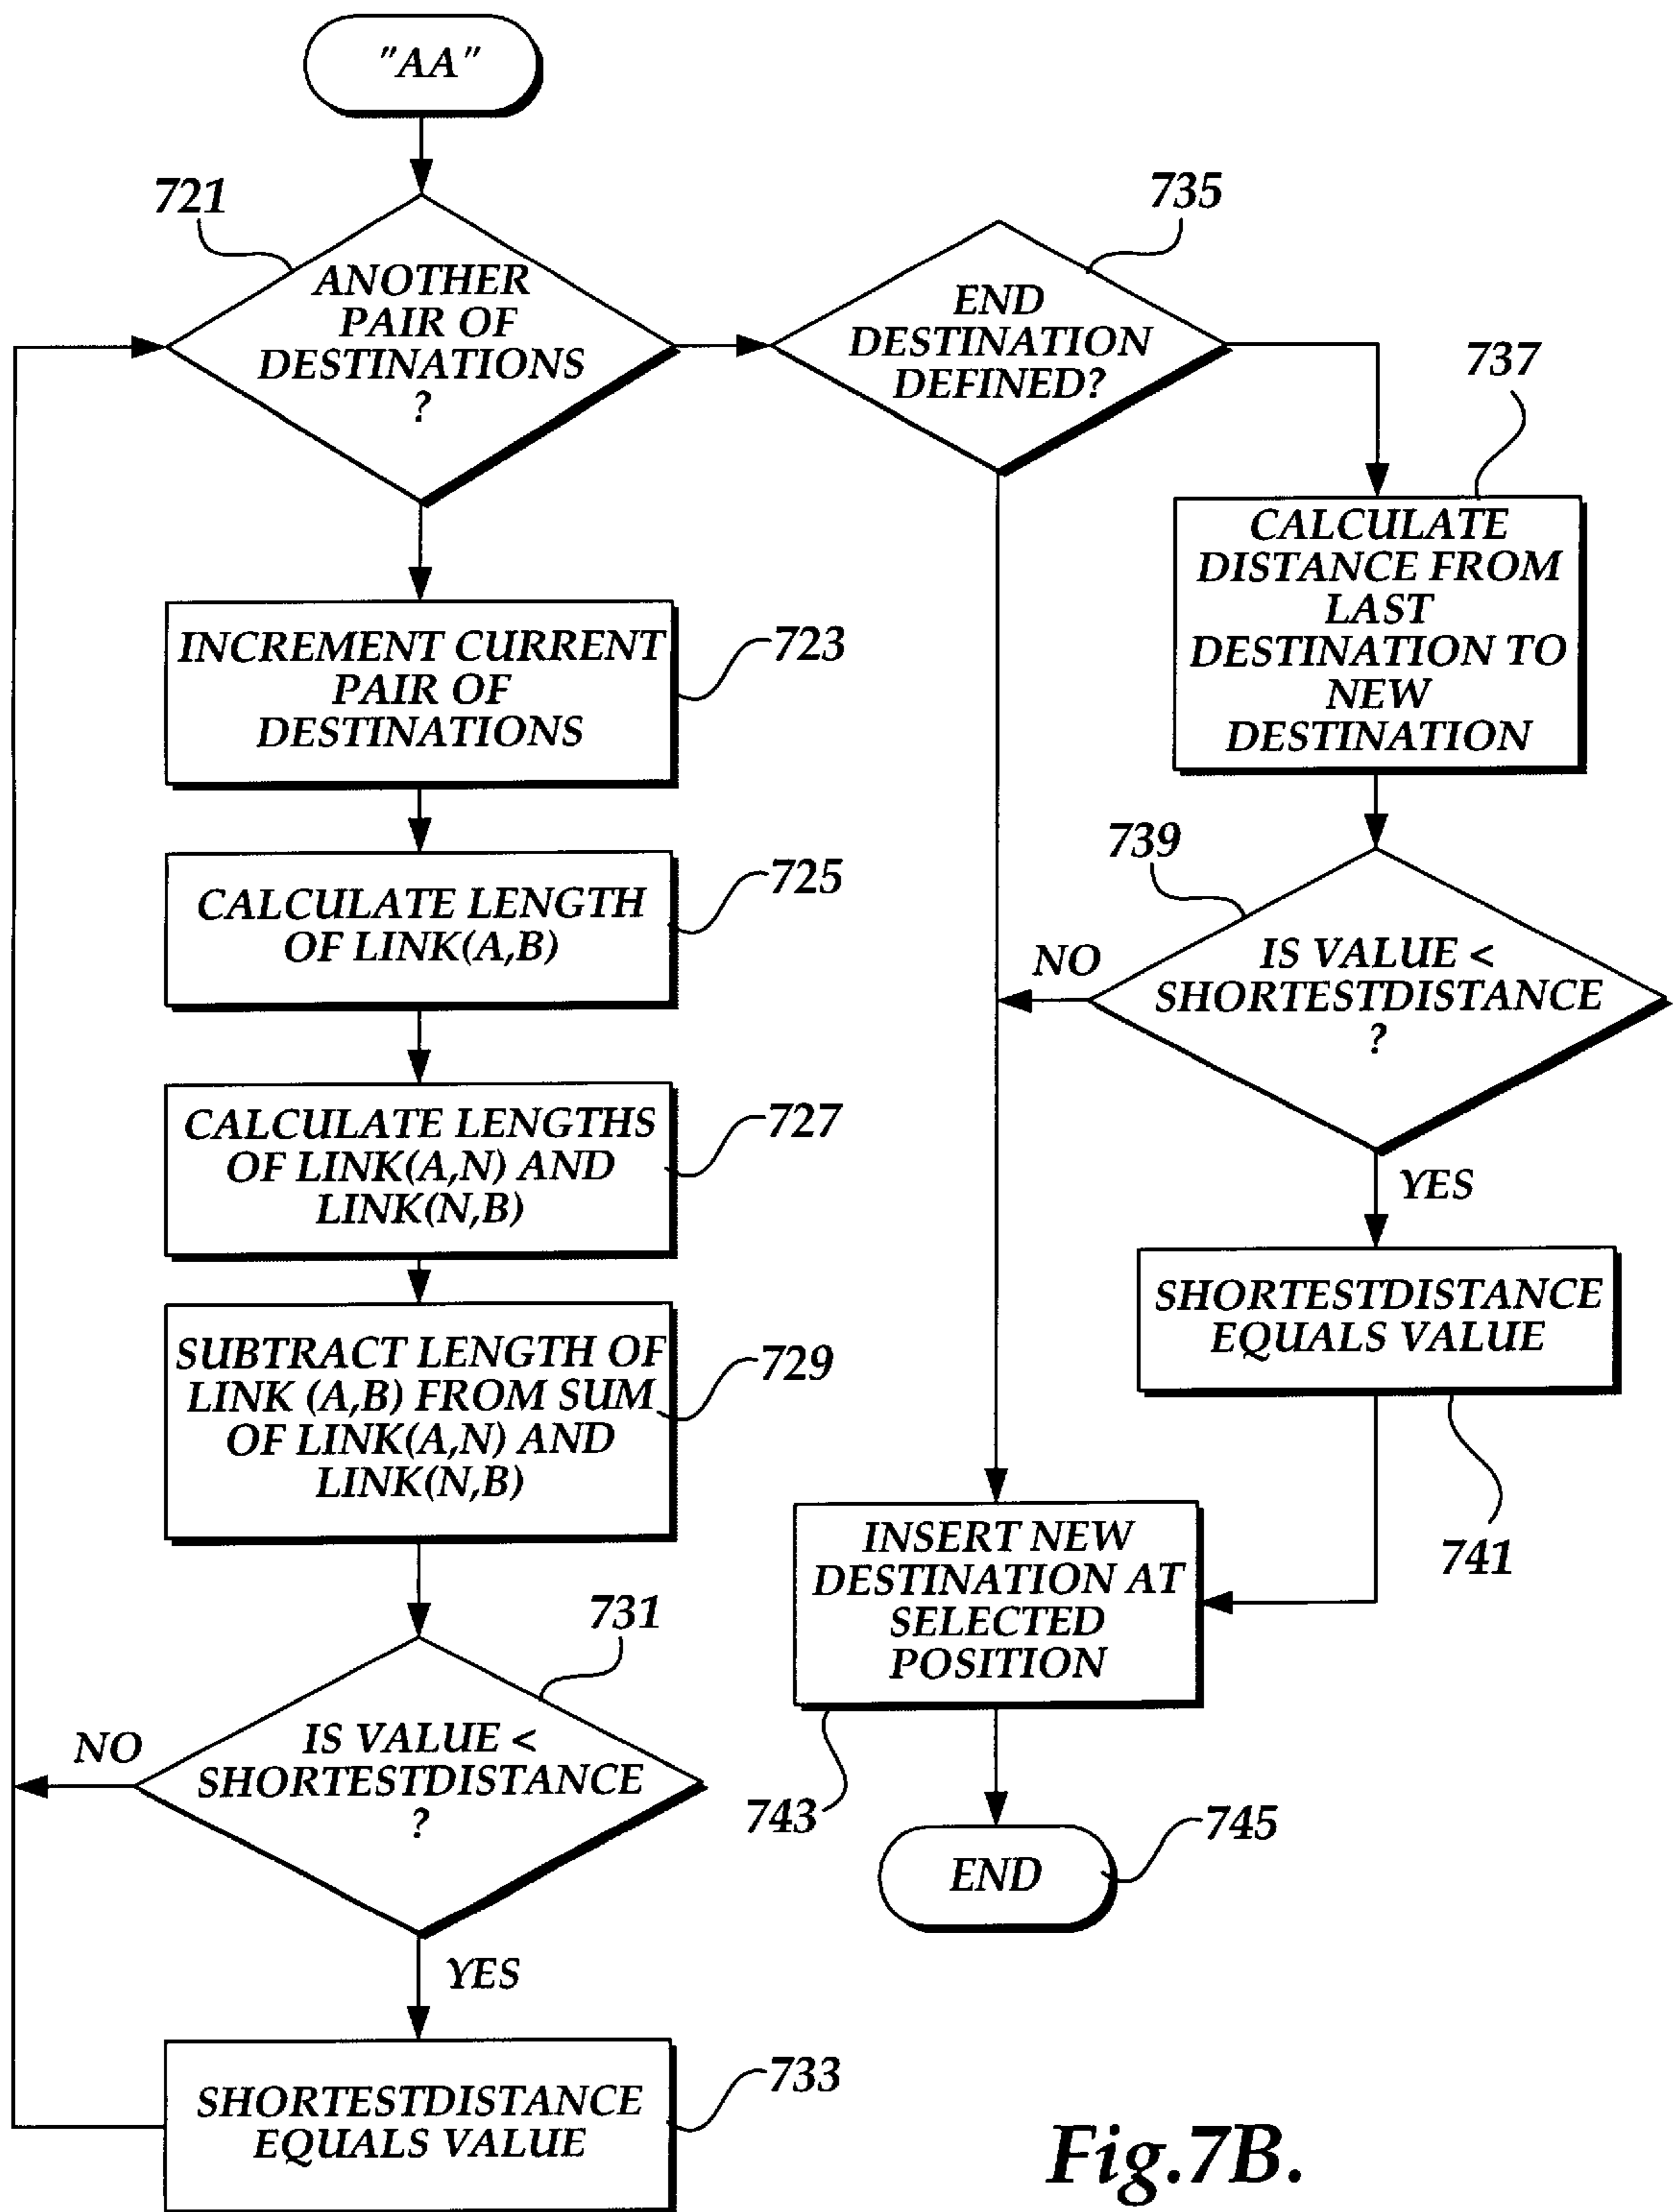 "AA"
721
ANOTHER
PAIR OF
DESTINATIONS
?
735
END
DESTINATION
DEFINED?
737
CALCULATE
DISTANCE FROM
LAST
DESTINATION TO
NEW
DESTINATION
INCREMENT CURRENT
PAIR OF
DESTINATIONS
723
CALCULATE LENGTH
OF LINK(A,B)
725
739
IS VALUE <
SHORTESTDISTANCE
?
NO
YES
CALCULATE LENGTHS
OF LINK(A,N) AND
LINK(N,B)
727
SHORTESTDISTANCE
EQUALS VALUE
741
SUBTRACT LENGTH OF
LINK (A,B) FROM SUM
OF LINK(A,N) AND
LINK(N,B)
729
INSERT NEW
DESTINATION AT
SELECTED
POSITION
743
731
IS VALUE <
SHORTESTDISTANCE
?
NO
YES
END
745
SHORTESTDISTANCE
EQUALS VALUE
733
Fig.7B.